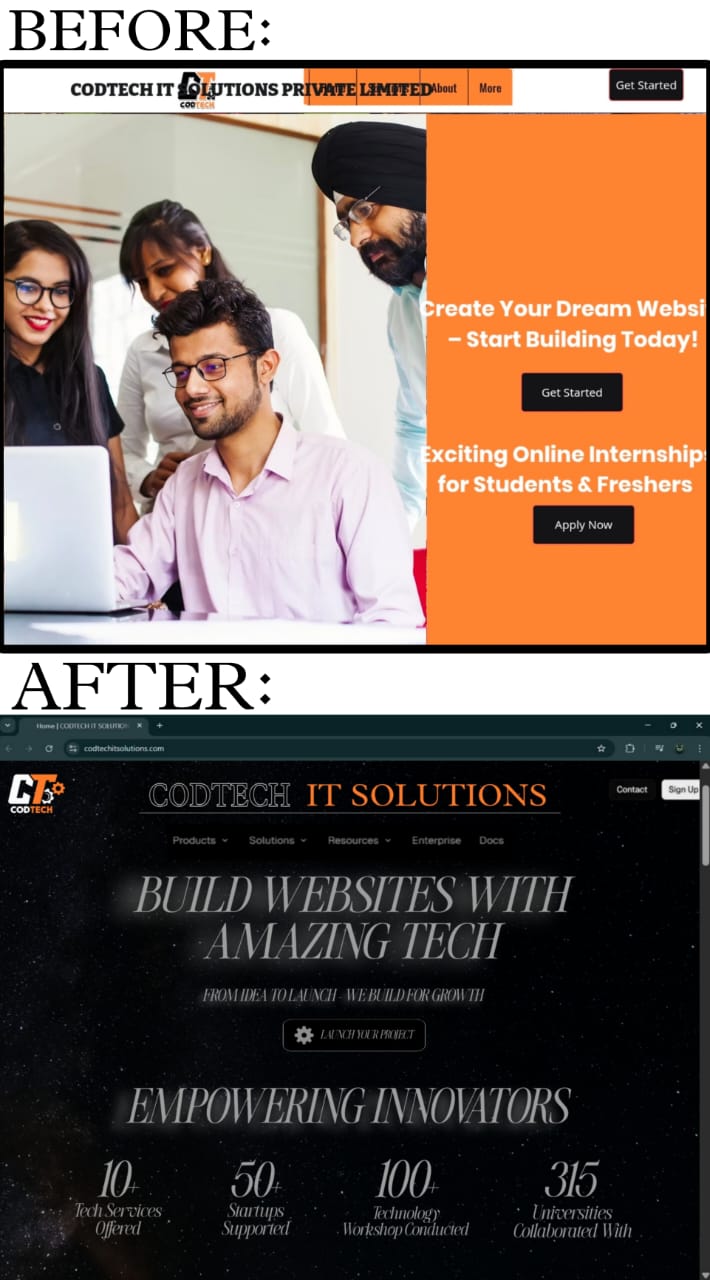 BEFORE:
CODTECH IT SOLUTIONS PRIVATE LIMITED
About
More
Get Started
CODTECH
Create Your Dream Websi
– Start Building Today!
Get Started
Exciting Online Internships
for Students & Freshers
Apply Now
AFTER:
Home | CODTECH IT SOLUTION
codtechitsolutions.com
CT
CODTECH
CODTECH IT SOLUTIONS
Contact
Sign Up
Products
Solutions
Resources
Enterprise
Docs
BUILD WEBSITES WITH
AMAZING TECH
FROM IDEA TO LAUNCH - WE BUILD FOR GROWTH
LAUNCH YOUR PROJECT
EMPOWERING INNOVATORS
10+
Tech Services
Offered
50+
Startups
Supported
100+
Technology
Workshop Conducted
315
Universities
Collaborated With